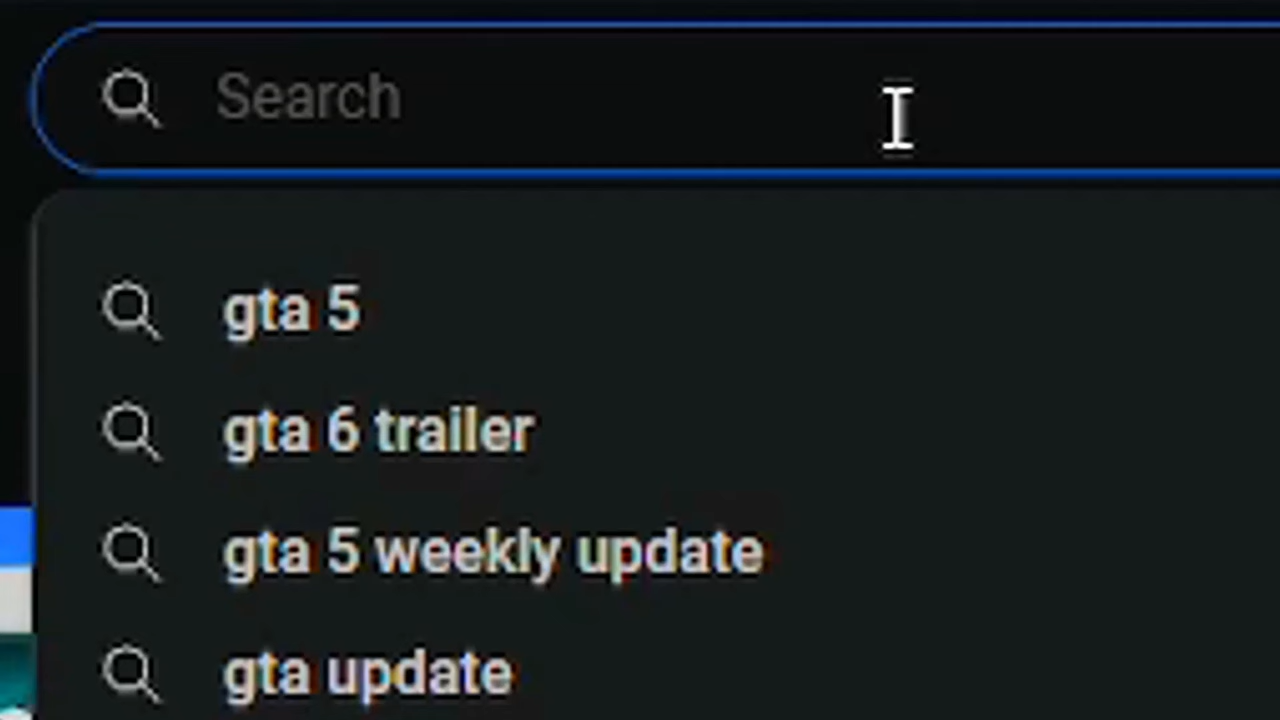 Search
gta 5
gta 6 trailer
gta 5 weekly update
gta update